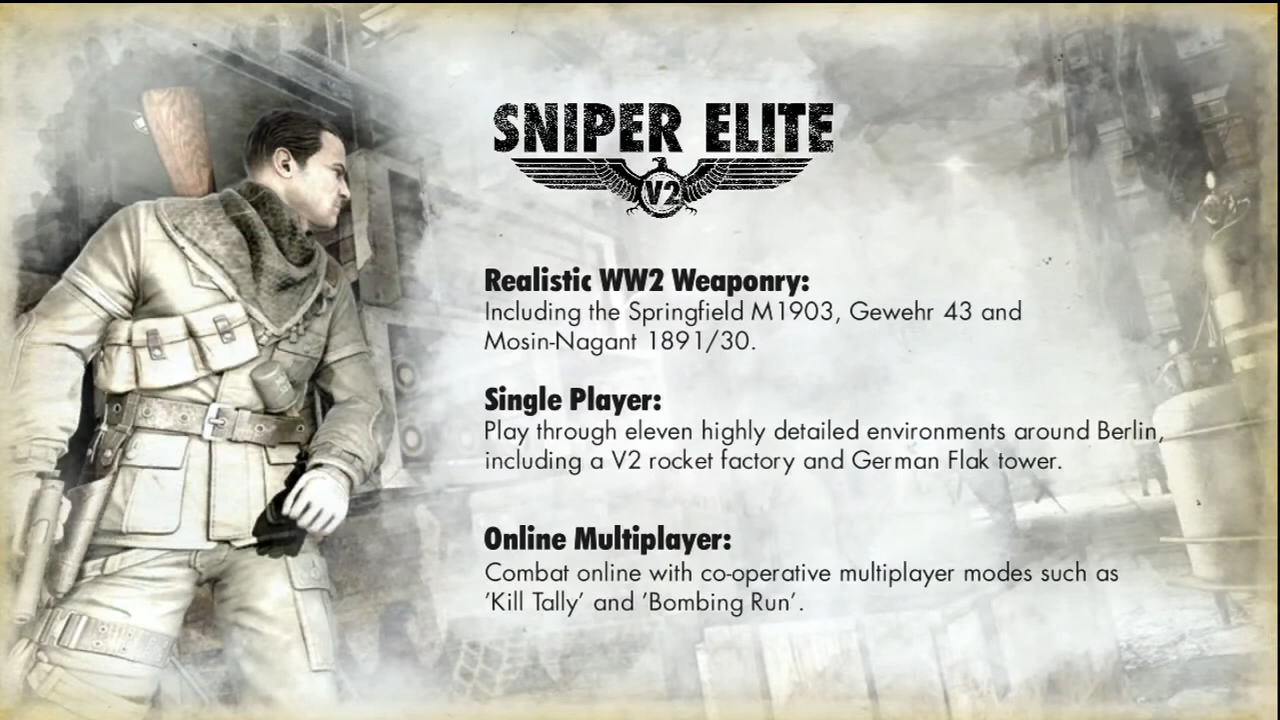 SNIPER ELITE
V2
Realistic WW2 Weaponry:
Including the Springfield M1903, Gewehr 43 and
Mosin-Nagant 1891/30.
Single Player:
Play through eleven highly detailed environments around Berlin,
including a V2 rocket factory and German Flak tower.
Online Multiplayer:
Combat online with co-operative multiplayer modes such as
'Kill Tally' and 'Bombing Run'.